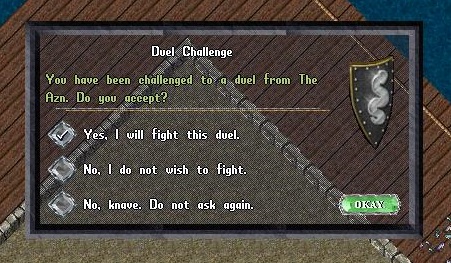 Duel Challenge
You have been challenged to a duel from The
Azn. Do you accept?
Yes, I will fight this duel.
No, I do not wish to fight.
No, knave. Do not ask again.
OKAY